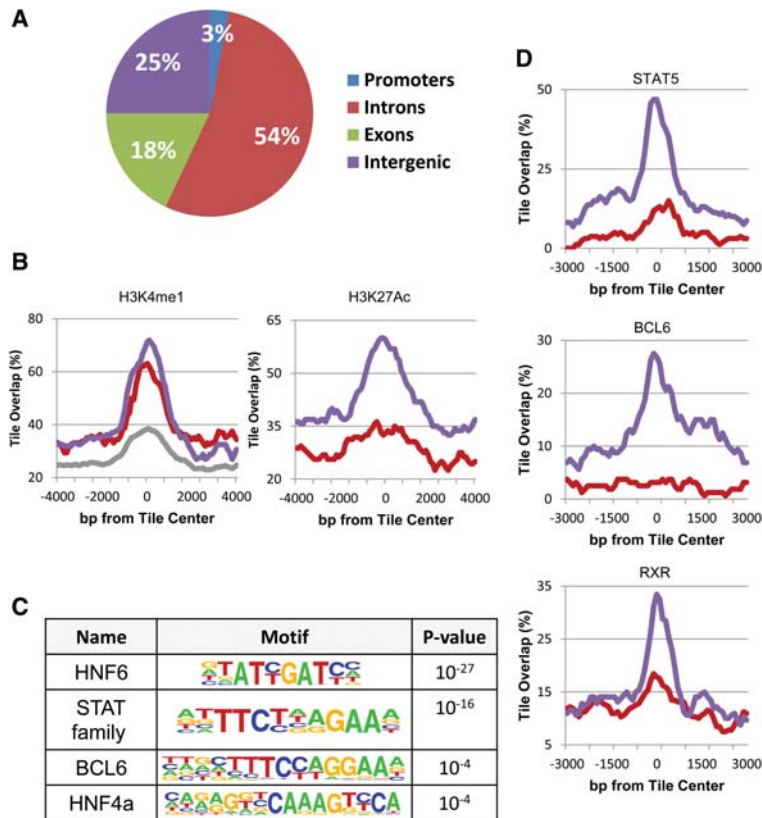 A
3%
25%
18%
54%
Promoters
Introns
Exons
Intergenic
B
H3K4me1
Tile Overlap (%)
80
60
40
20
-4000 -2000 0 2000 4000
bp from Tile Center
H3K27Ac
Tile Overlap (%)
65
50
35
20
-4000 -2000 0 2000 4000
bp from Tile Center
C
Name Motif P-value
HNF6 10-27
STAT family 10-16
BCL6 10-4
HNF4a 10-4
D
STAT5
Tile Overlap (%)
50
25
0
-3000 -1500 0 1500 3000
bp from Tile Center
BCL6
Tile Overlap (%)
30
20
10
0
-3000 -1500 0 1500 3000
bp from Tile Center
RXR
Tile Overlap (%)
35
25
15
5
-3000 -1500 0 1500 3000
bp from Tile Center